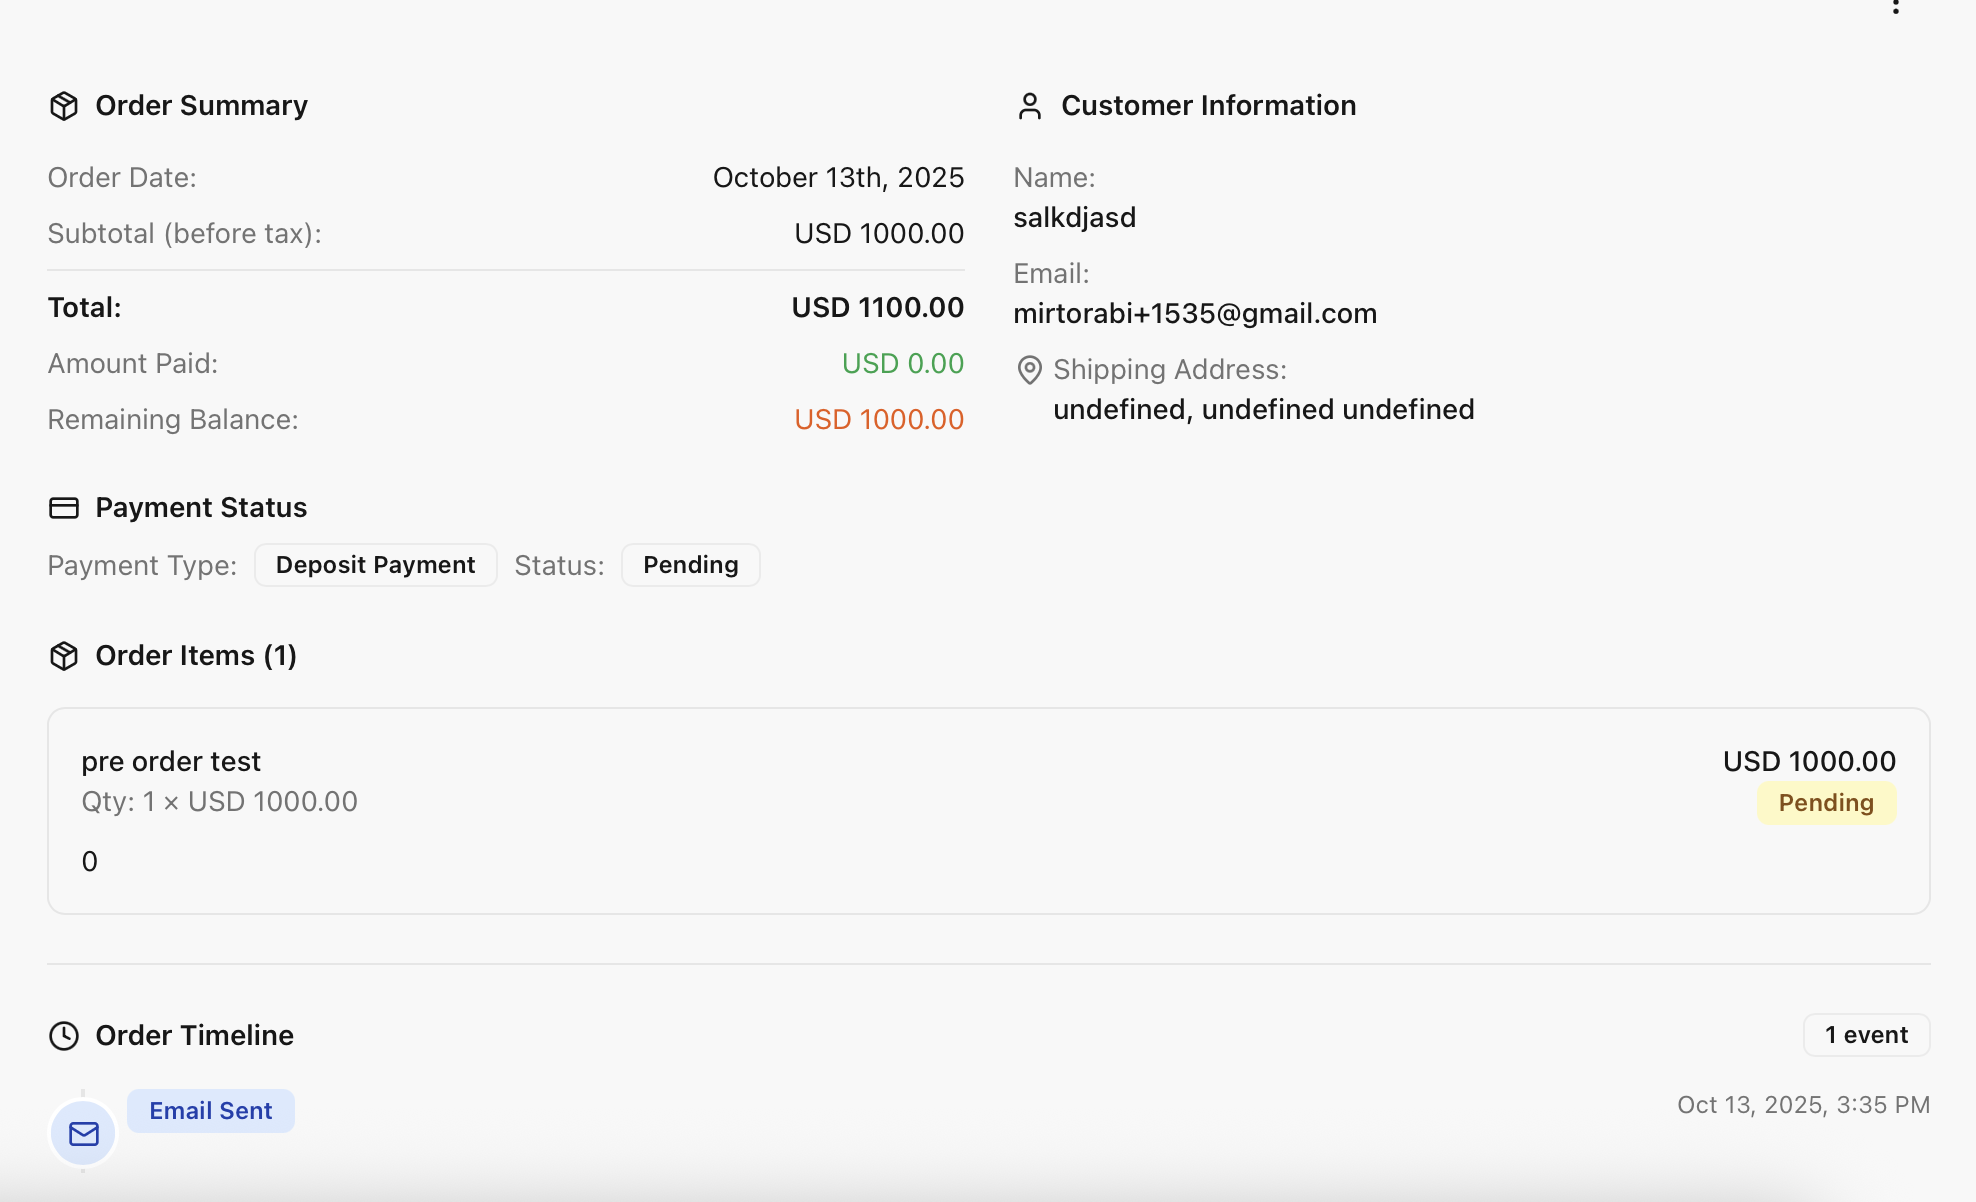 Order Summary
Order Date: October 13th, 2025
Subtotal (before tax): USD 1000.00
Total: USD 1100.00
Amount Paid: USD 0.00
Remaining Balance: USD 1000.00
Customer Information
Name:
salkdjasd
Email:
mirtorabi+1535@gmail.com
Shipping Address:
undefined, undefined undefined
Payment Status
Payment Type: Deposit Payment Status: Pending
Order Items (1)
pre order test USD 1000.00
Qty: 1 × USD 1000.00 Pending
0
Order Timeline 1 event
Email Sent Oct 13, 2025, 3:35 PM